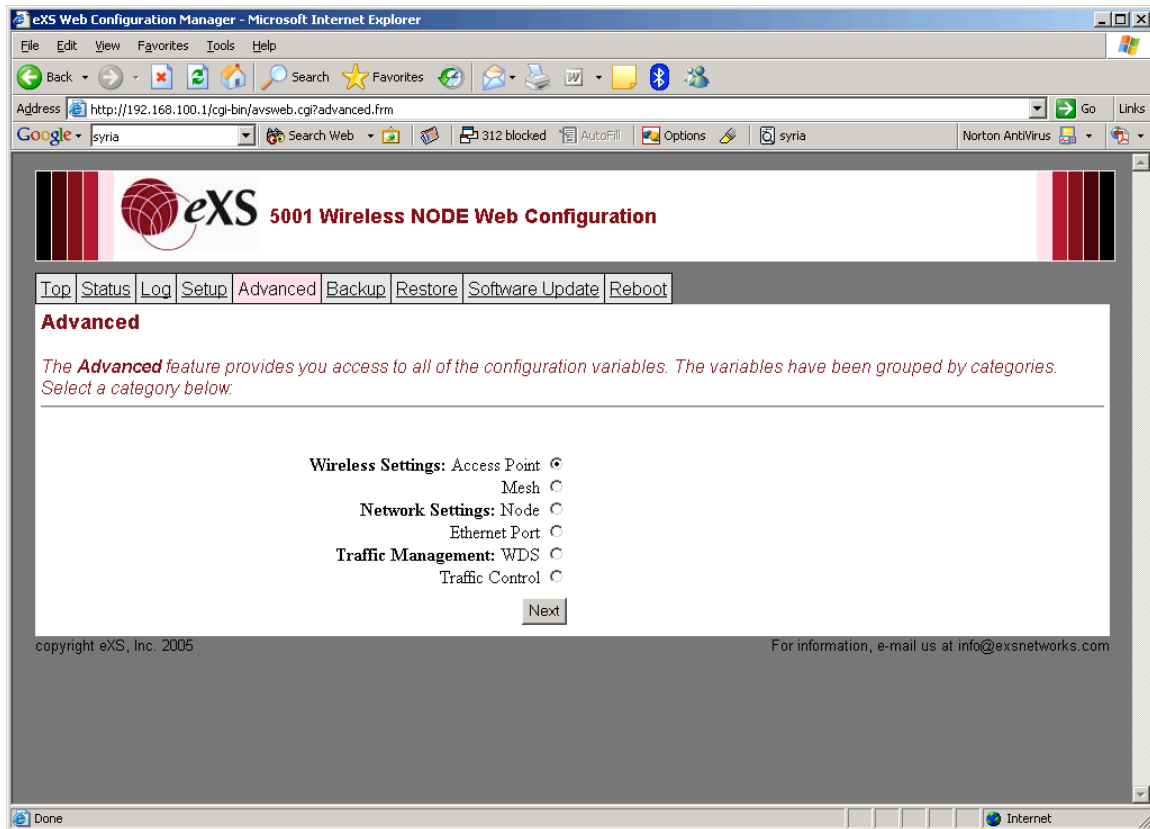 eXS Web Configuration Manager - Microsoft Internet Explorer
File Edit View Favorites Tools Help
Back Search Favorites
Address http://192.168.100.1/cgi-bin/avsweb.cgi?advanced.frm Go Links
Google syria Search Web 312 blocked AutoFill Options syria Norton AntiVirus
eXS 5001 Wireless NODE Web Configuration
Top Status Log Setup Advanced Backup Restore Software Update Reboot
Advanced
The Advanced feature provides you access to all of the configuration variables. The variables have been grouped by categories.
Select a category below:
Wireless Settings: Access Point
Mesh
Network Settings: Node
Ethernet Port
Traffic Management: WDS
Traffic Control
Next
copyright eXS, Inc. 2005 For information, e-mail us at info@exsnetworks.com
Done Internet